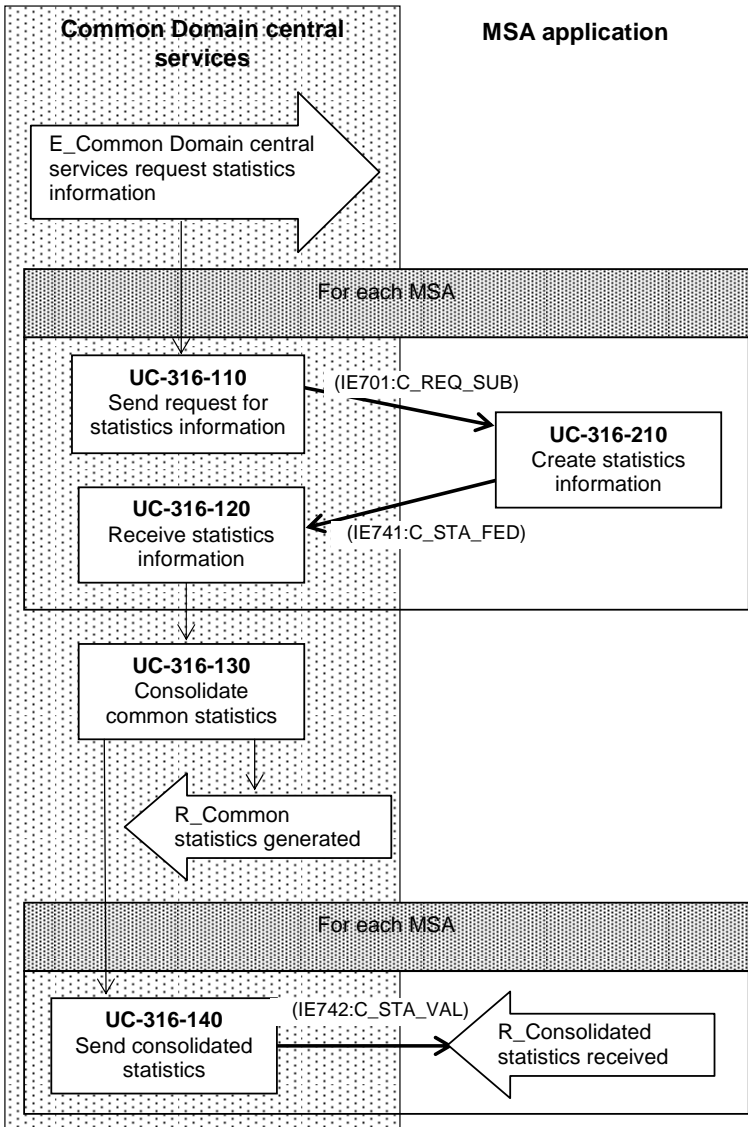 Common Domain central
services
MSA application
E_Common Domain central
services request statistics
information
For each MSA
UC-316-110
Send request for
statistics information
(IE701:C_REQ_SUB)
UC-316-210
Create statistics
information
UC-316-120
Receive statistics
information
(IE741:C_STA_FED)
UC-316-130
Consolidate
common statistics
R_Common
statistics generated
For each MSA
UC-316-140
Send consolidated
statistics
(IE742:C_STA_VAL)
R_Consolidated
statistics received